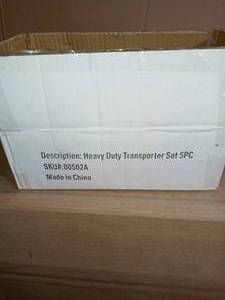 Description: Heavy Duty Transporter Set 5PC
SKU#:00502A
Made in China